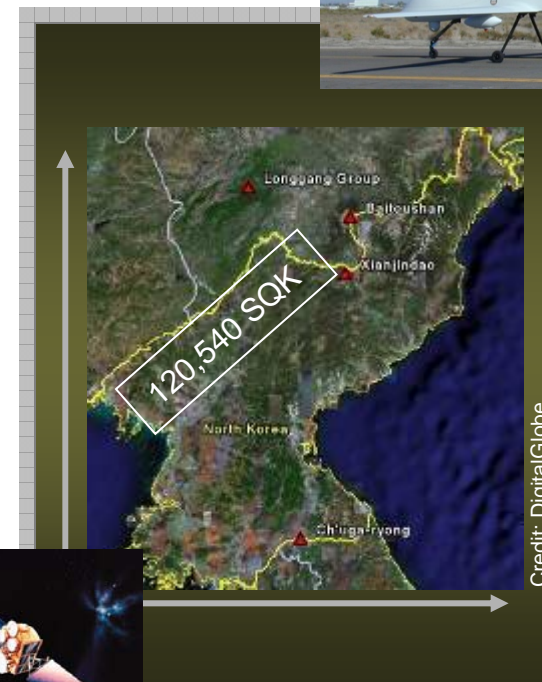 Longgang Group
Baitoushan
Xianjindao
120,540 SQK
North Korea
Ch'uga-ryong
Credit: DigitalGlobe